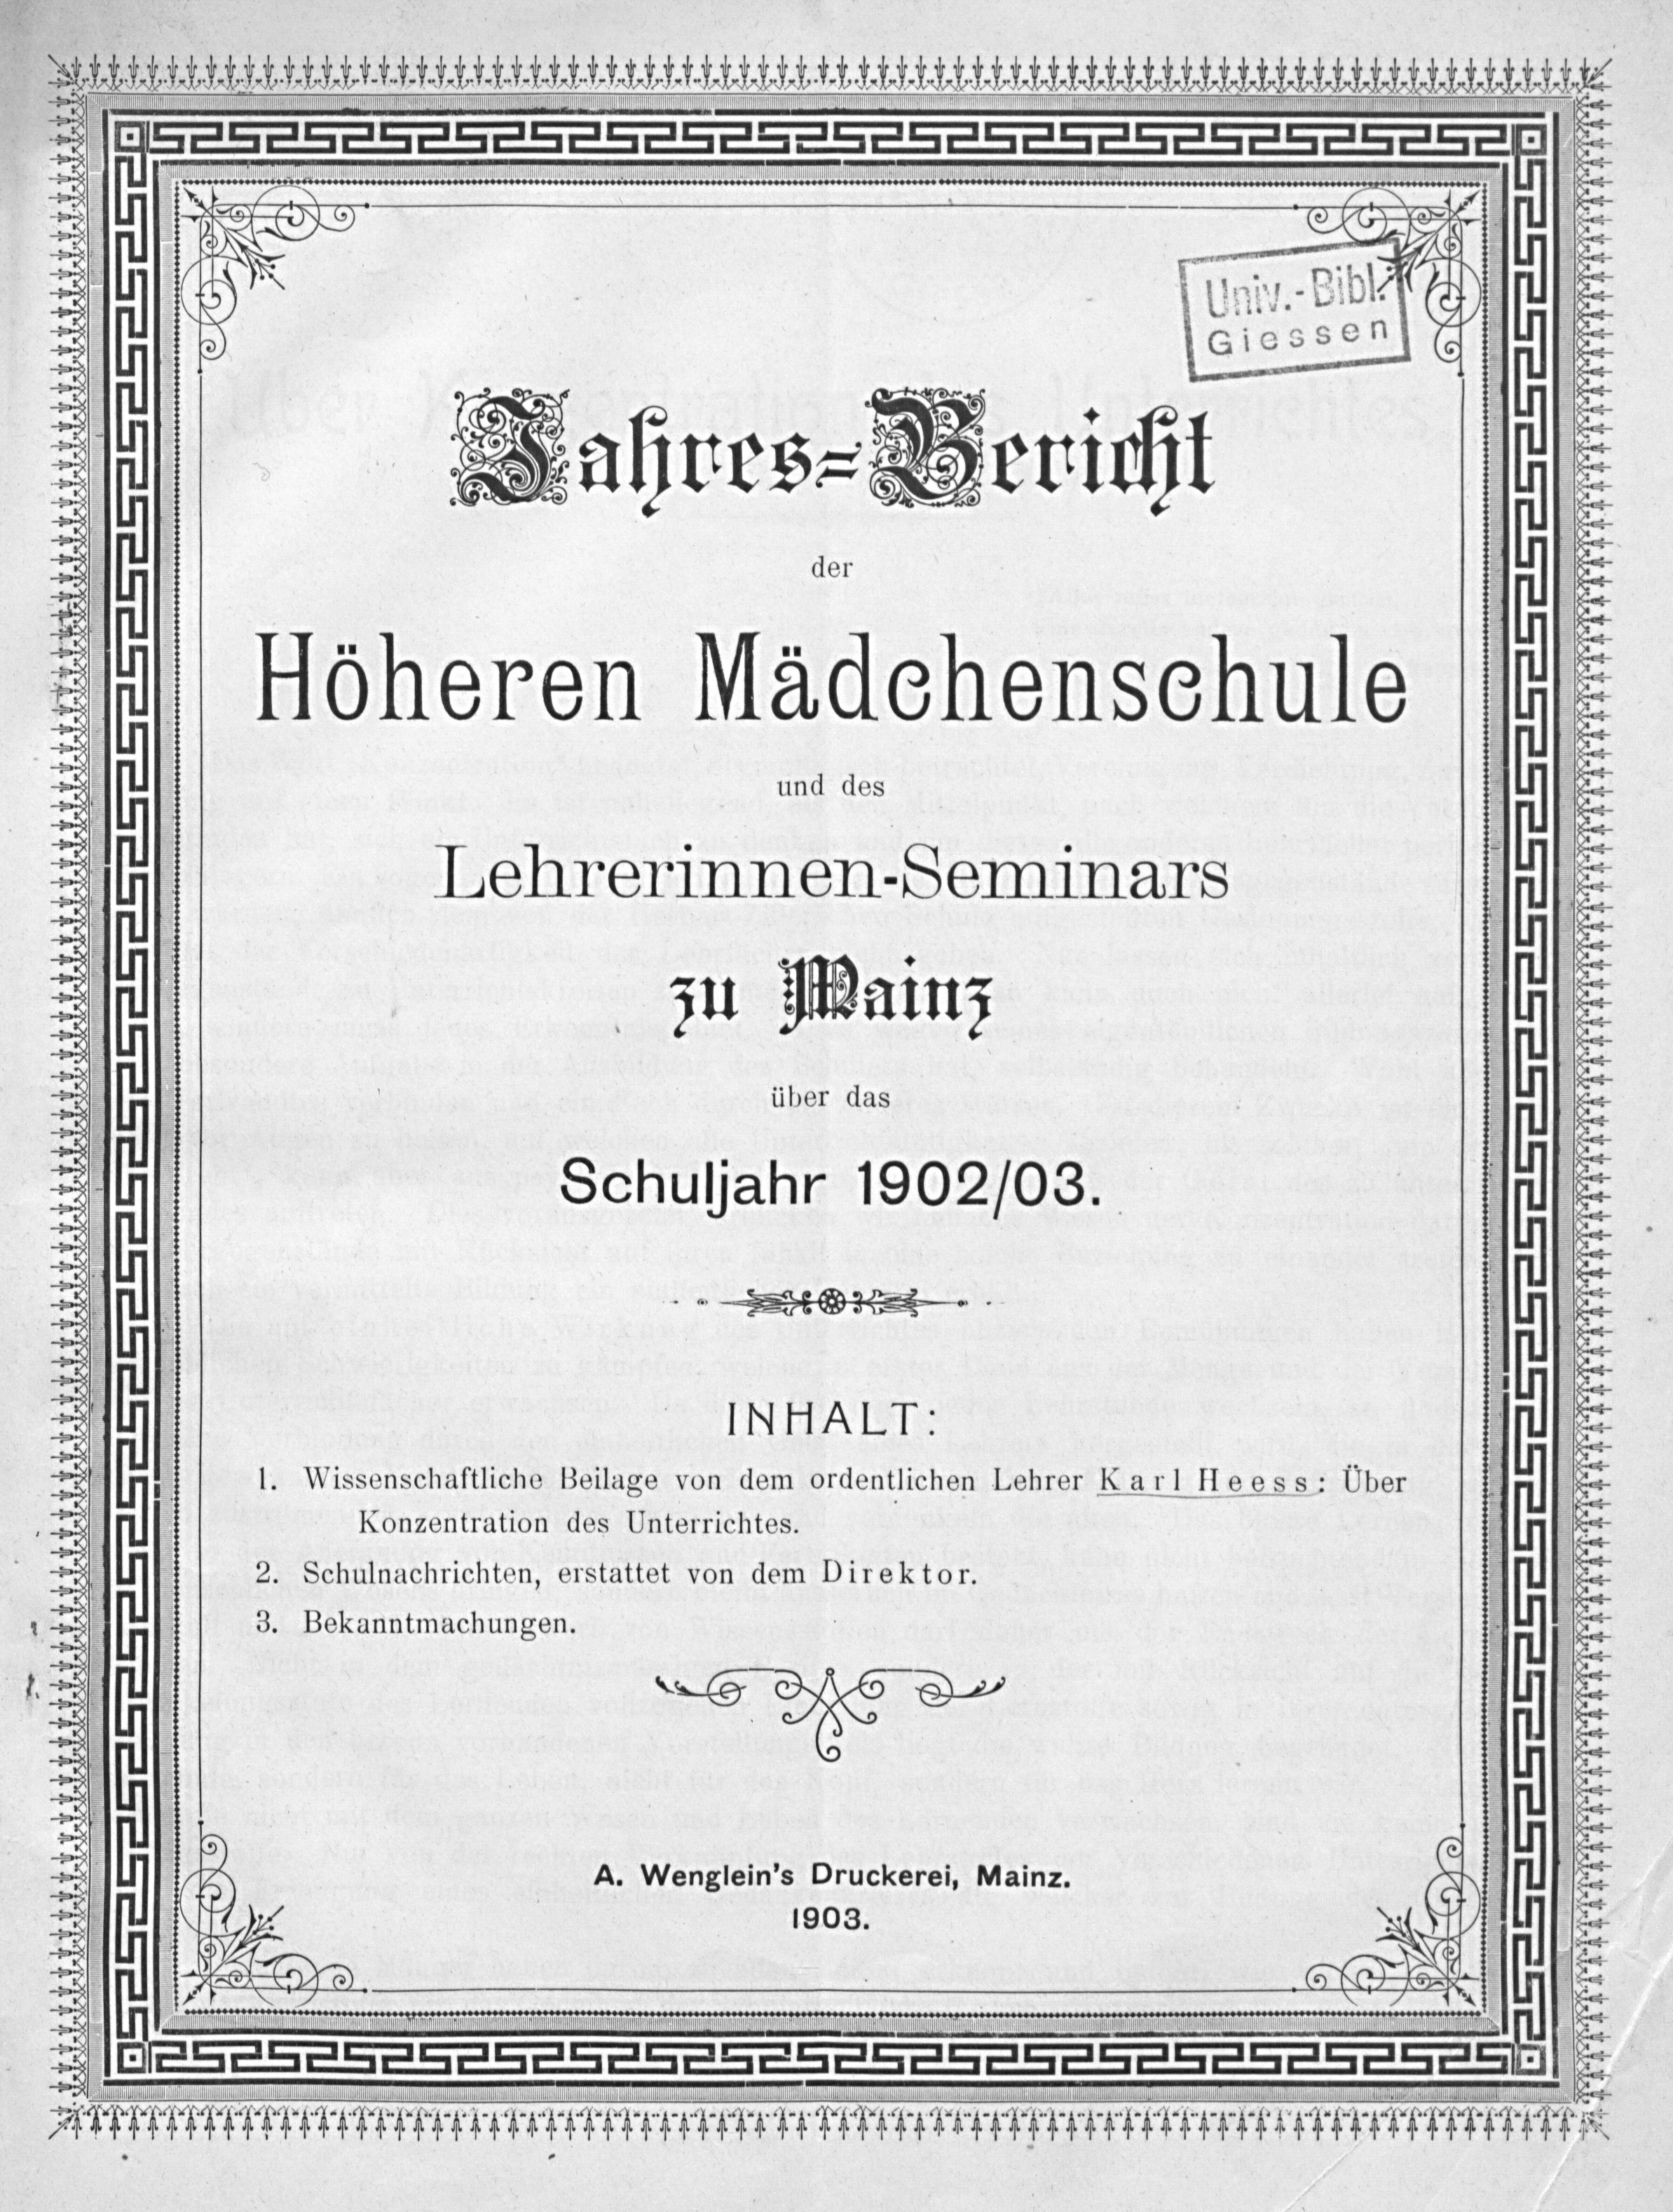 Univ.-Bibl.
Giessen
Jahres=Bericht
der
Höheren Mädchenschule
und des
Lehrerinnen-Seminars
zu Mainz
über das
Schuljahr 1902/03.
INHALT:
1. Wissenschaftliche Beilage von dem ordentlichen Lehrer Karl Heess: Über
Konzentration des Unterrichtes.
2. Schulnachrichten, erstattet von dem Direktor.
3. Bekanntmachungen.
A. Wenglein's Druckerei, Mainz.
1903.